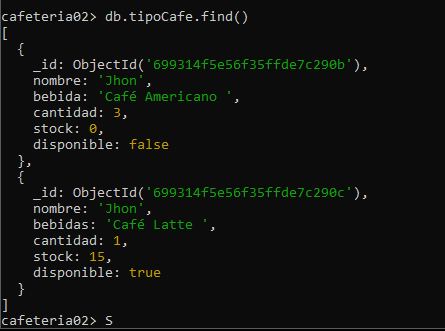 cafeteria02> db.tipoCafe.find()
[
  {
    _id: ObjectId('699314f5e56f35ffde7c290b'),
    nombre: 'Jhon',
    bebida: 'Café Americano ',
    cantidad: 3,
    stock: 0,
    disponible: false
  },
  {
    _id: ObjectId('699314f5e56f35ffde7c290c'),
    nombre: 'Jhon',
    bebidas: 'Café Latte ',
    cantidad: 1,
    stock: 15,
    disponible: true
  }
]
cafeteria02> S